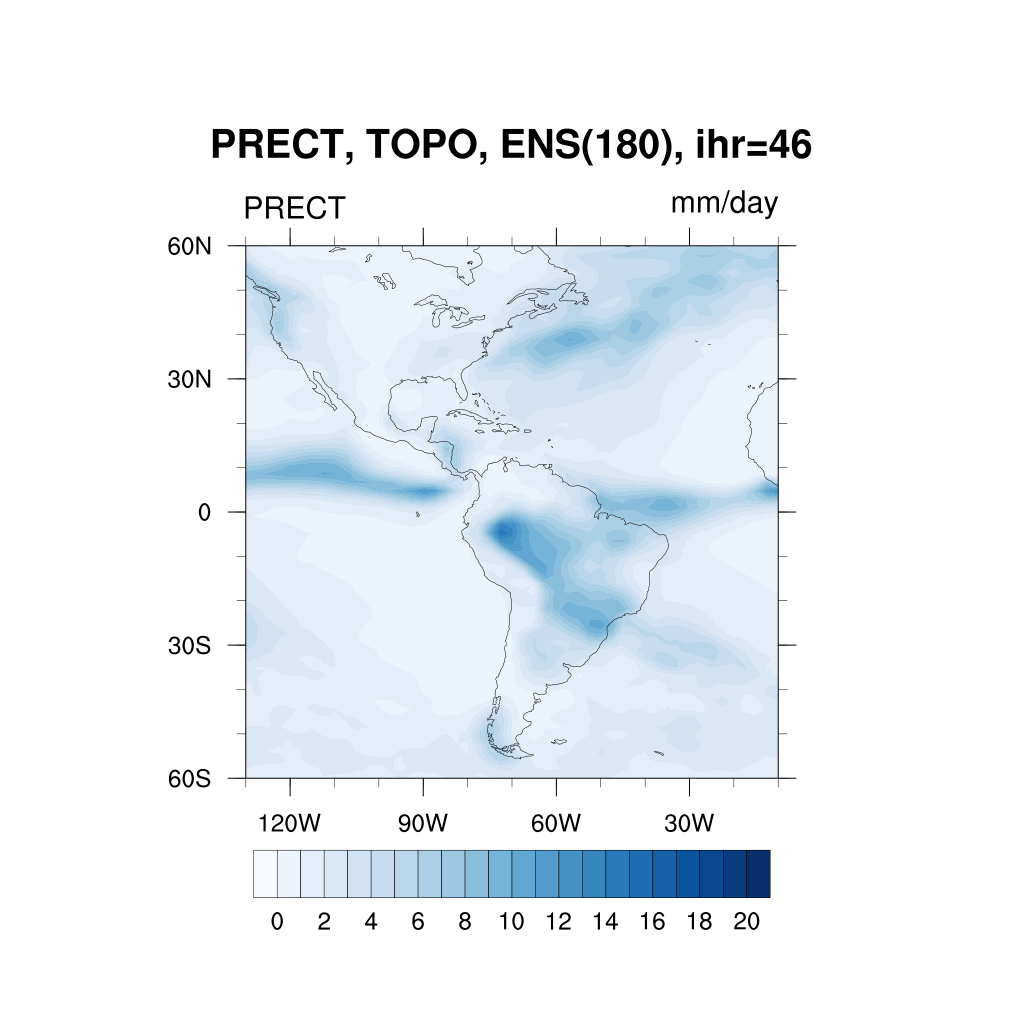 PRECT, TOPO, ENS(180), ihr=46
PRECT mm/day
60N
30N
0
30S
60S
120W 90W 60W 30W
0 2 4 6 8 10 12 14 16 18 20